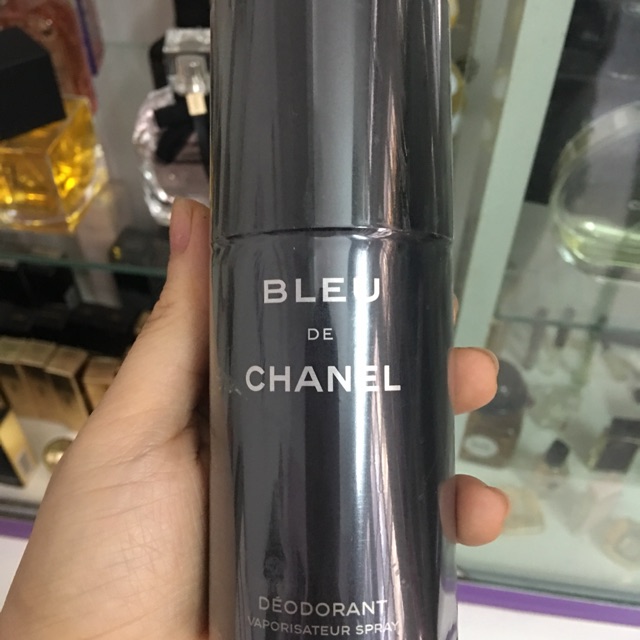 BLEU
DE
CHANEL
DÉODORANT
VAPORISATEUR SPRAY